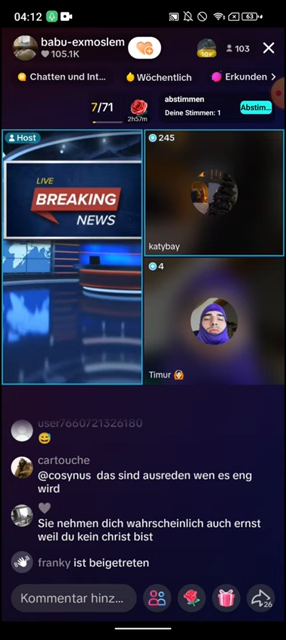 04:12
63
babu-exmoslem
105.1K
103
Chatten und Int...
Wöchentlich
Erkunden
7/71
2h57m
abstimmen
Deine Stimmen: 1
Abstim...
Host
LIVE
BREAKING
NEWS
245
katybay
4
Timur
user7660721326180
cartouche
@cosynus das sind ausreden wen es eng
wird
Sie nehmen dich wahrscheinlich auch ernst
weil du kein christ bist
franky ist beigetreten
Kommentar hinz...
26